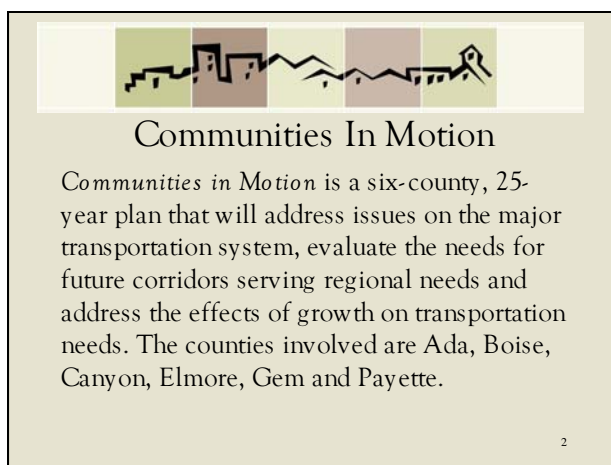 Communities In Motion
Communities in Motion is a six-county, 25-
year plan that will address issues on the major
transportation system, evaluate the needs for
future corridors serving regional needs and
address the effects of growth on transportation
needs. The counties involved are Ada, Boise,
Canyon, Elmore, Gem and Payette.
2